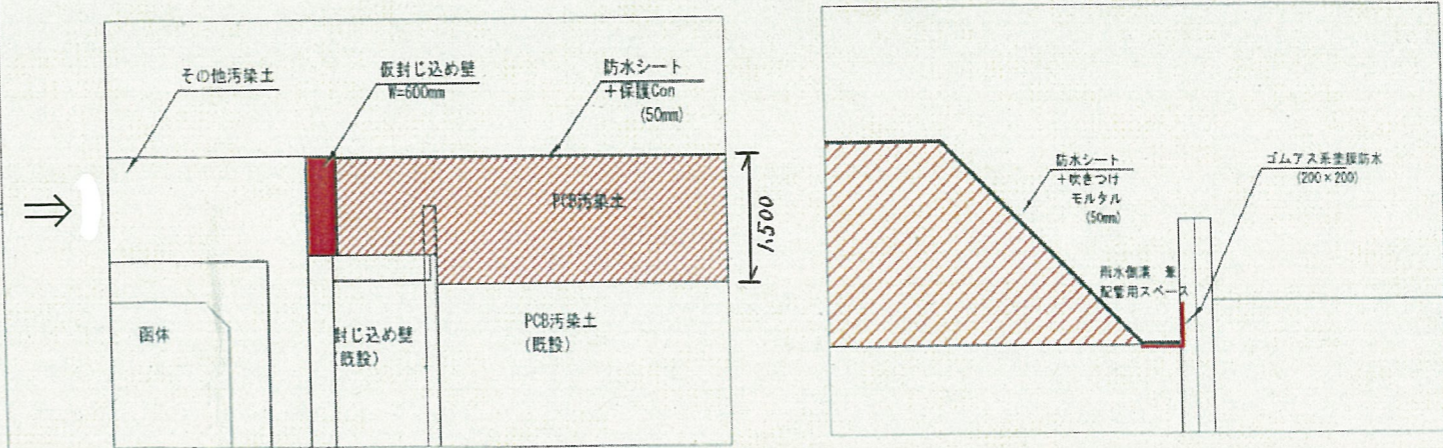 その他汚染土
仮封じ込め壁
W=600mm
防水シート
+保護Con
(50mm)
PCB汚染土
1,500
函体
封じ込め壁
(既設)
PCB汚染土
(既設)
防水シート
+吹きつけ
モルタル
(50mm)
ゴムアス系塗膜防水
(200×200)
雨水側溝 兼
配管用スペース